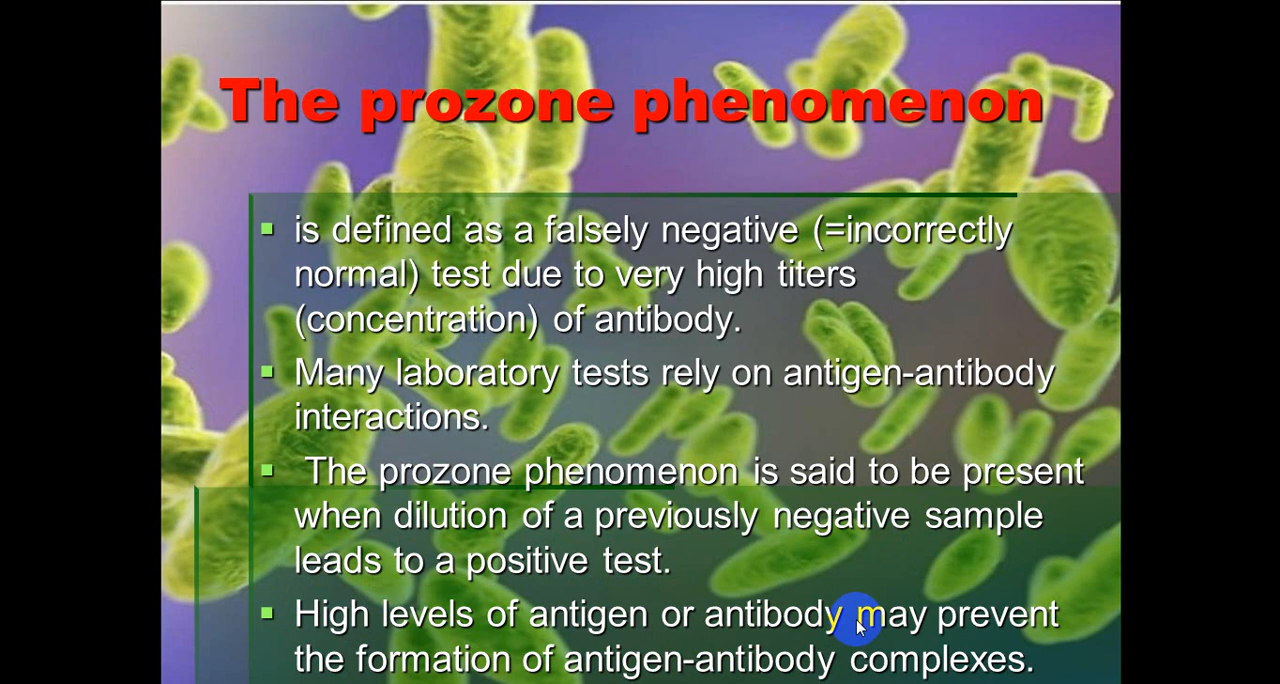 The prozone phenomenon
▪ is defined as a falsely negative (=incorrectly
normal) test due to very high titers
(concentration) of antibody.
▪ Many laboratory tests rely on antigen-antibody
interactions.
▪ The prozone phenomenon is said to be present
when dilution of a previously negative sample
leads to a positive test.
▪ High levels of antigen or antibody may prevent
the formation of antigen-antibody complexes.